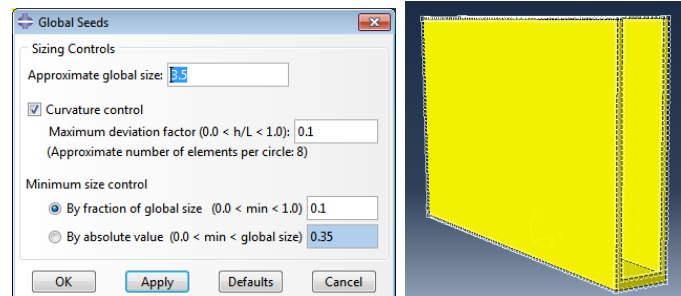 Global Seeds
Sizing Controls
Approximate global size: 3.5
Curvature control
Maximum deviation factor (0.0 < h/L < 1.0): 0.1
(Approximate number of elements per circle: 8)
Minimum size control
By fraction of global size (0.0 < min < 1.0) 0.1
By absolute value (0.0 < min < global size) 0.35
OK Apply Defaults Cancel